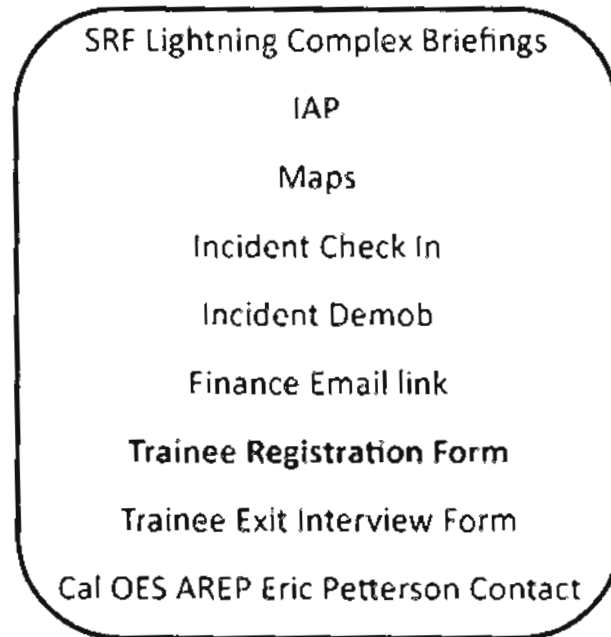 SRF Lightning Complex Briefings
IAP
Maps
Incident Check In
Incident Demob
Finance Email link
Trainee Registration Form
Trainee Exit Interview Form
Cal OES AREP Eric Petterson Contact